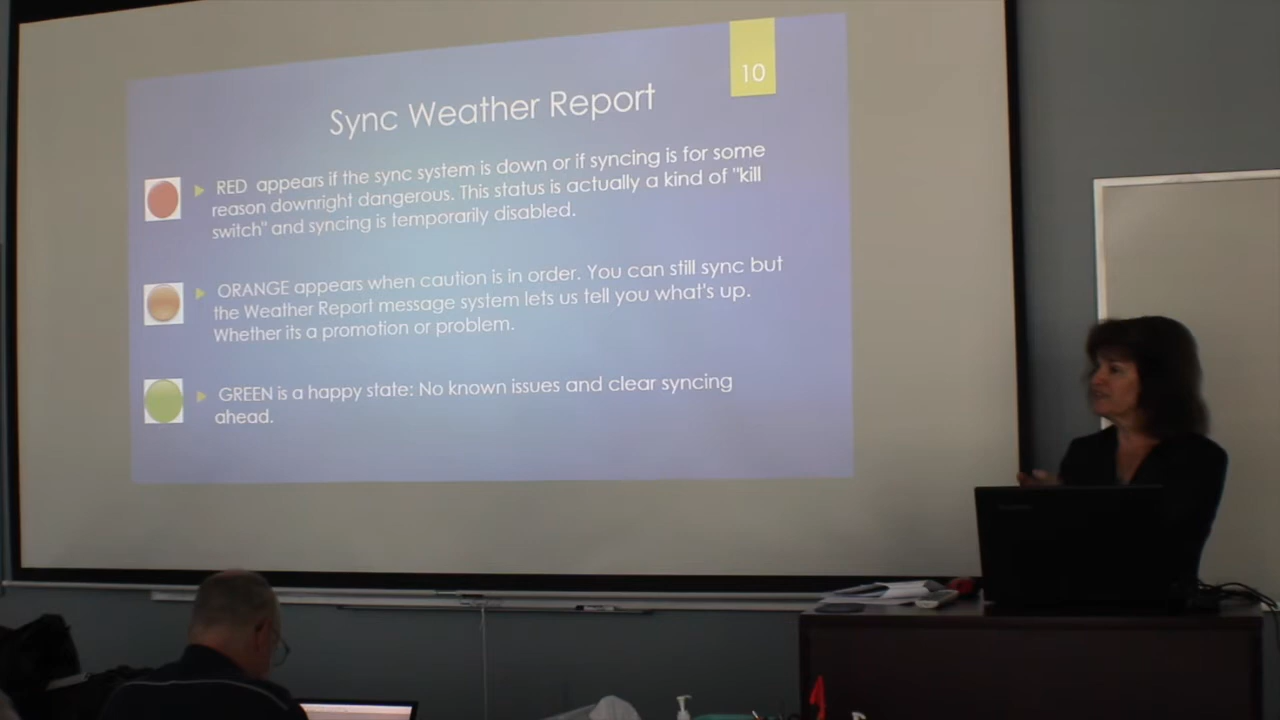 10
Sync Weather Report
RED appears if the sync system is down or if syncing is for some
reason downright dangerous. This status is actually a kind of "kill
switch" and syncing is temporarily disabled.
ORANGE appears when caution is in order. You can still sync but
the Weather Report message system lets us tell you what's up.
Whether its a promotion or problem.
GREEN is a happy state: No known issues and clear syncing
ahead.